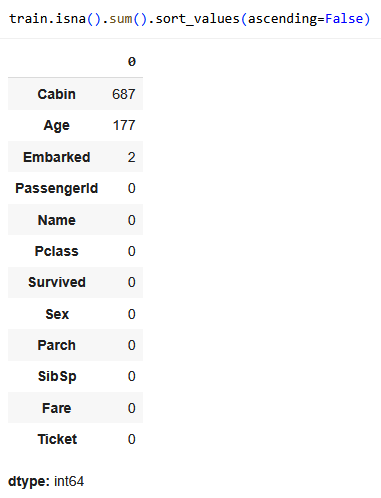 train.isna().sum().sort_values(ascending=False)
0
Cabin 687
Age 177
Embarked 2
PassengerId 0
Name 0
Pclass 0
Survived 0
Sex 0
Parch 0
SibSp 0
Fare 0
Ticket 0
dtype: int64